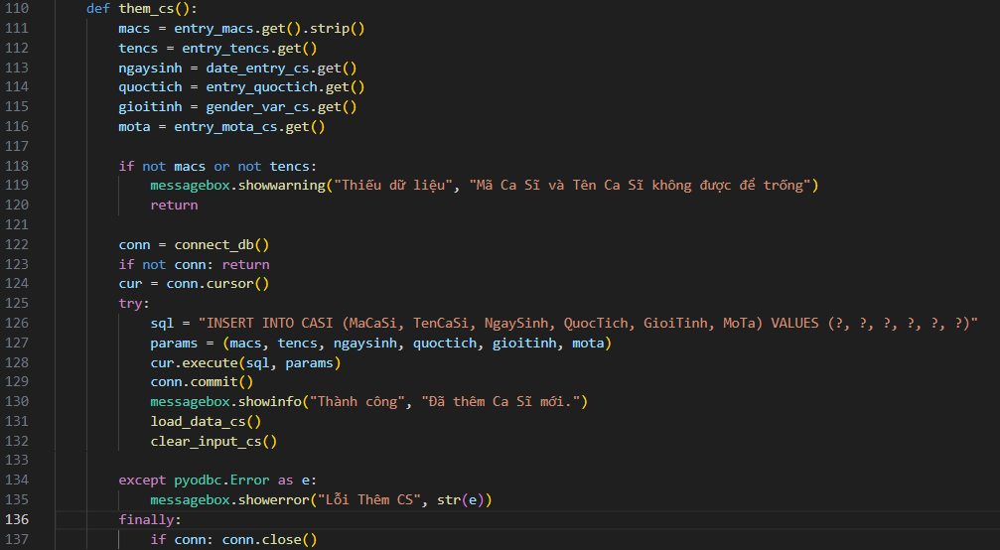 110 def them_cs():
111 macs = entry_macs.get().strip()
112 tencs = entry_tencs.get()
113 ngaysinh = date_entry_cs.get()
114 quoctich = entry_quoctich.get()
115 gioitinh = gender_var_cs.get()
116 mota = entry_mota_cs.get()
117
118 if not macs or not tencs:
119 messagebox.showwarning("Thiếu dữ liệu", "Mã Ca Sĩ và Tên Ca Sĩ không được để trống")
120 return
121
122 conn = connect_db()
123 if not conn: return
124 cur = conn.cursor()
125 try:
126 sql = "INSERT INTO CASI (MaCaSi, TenCaSi, NgaySinh, QuocTich, GioiTinh, MoTa) VALUES (?, ?, ?, ?, ?, ?)"
127 params = (macs, tencs, ngaysinh, quoctich, gioitinh, mota)
128 cur.execute(sql, params)
129 conn.commit()
130 messagebox.showinfo("Thành công", "Đã thêm Ca Sĩ mới.")
131 load_data_cs()
132 clear_input_cs()
133
134 except pyodbc.Error as e:
135 messagebox.showerror("Lỗi Thêm CS", str(e))
136 finally:
137 if conn: conn.close()